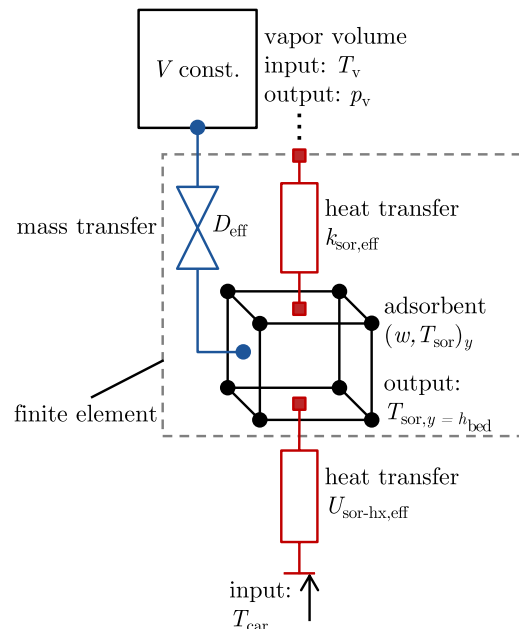 V const.
vapor volume
input: T_v
output: p_v
mass transfer
D_eff
heat transfer
k_sor,eff
adsorbent
(w, T_sor)_y
output:
T_sor, y = h_bed
finite element
heat transfer
U_sor-hx,eff
input:
T_car